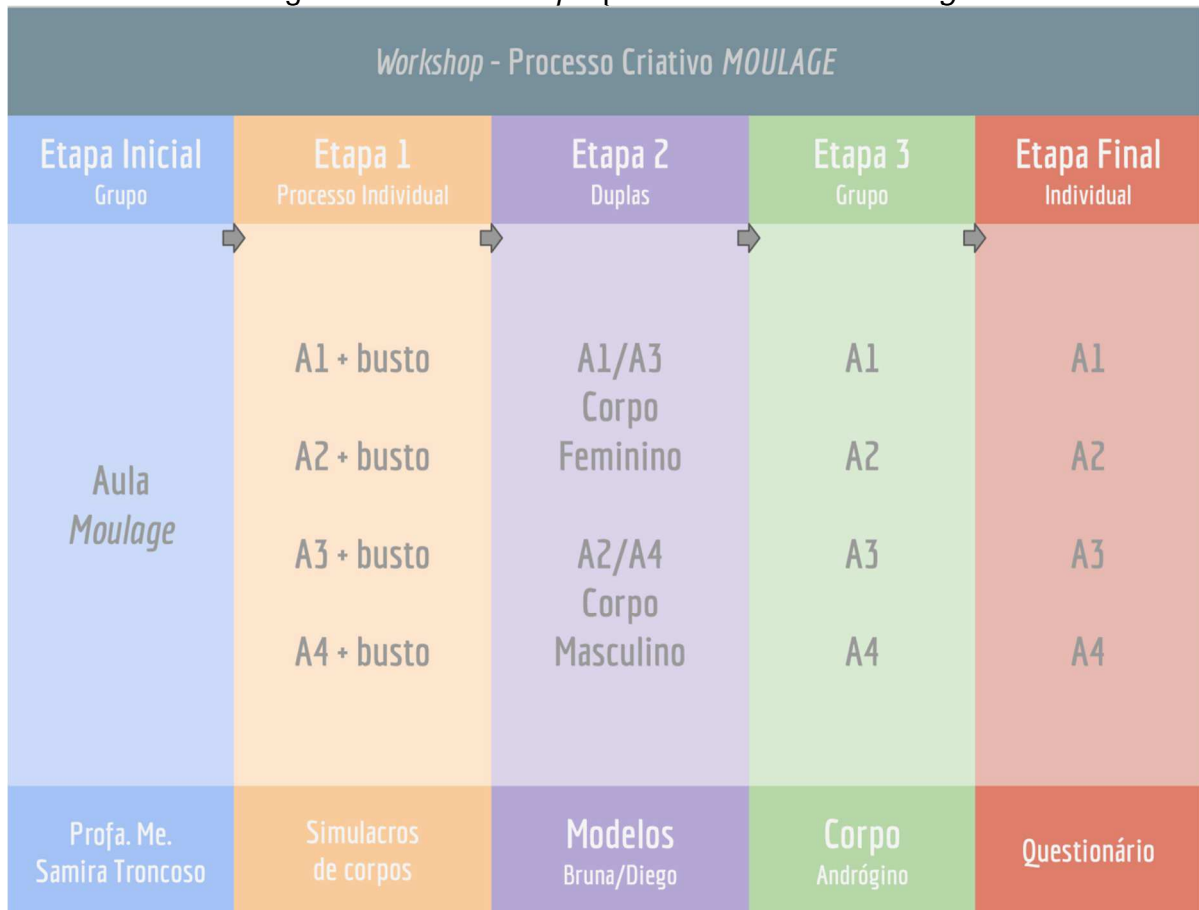 Workshop - Processo Criativo MOULAGE
Etapa Inicial
Grupo
Etapa 1
Processo Individual
Etapa 2
Duplas
Etapa 3
Grupo
Etapa Final
Individual
Aula
Moulage
A1 + busto
A2 + busto
A3 + busto
A4 + busto
A1/A3
Corpo
Feminino
A2/A4
Corpo
Masculino
A1
A2
A3
A4
A1
A2
A3
A4
Profa. Me.
Samira Troncoso
Simulacros
de corpos
Modelos
Bruna/Diego
Corpo
Andrógino
Questionário